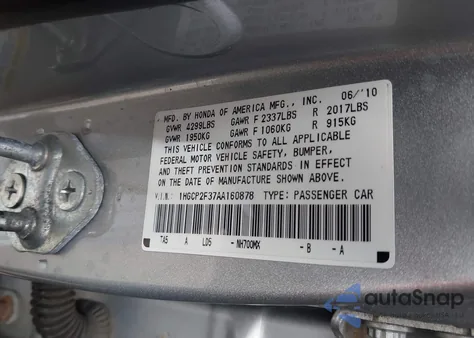 MFD. BY HONDA OF AMERICA MFG., INC. 06/'10
GVWR 4299LBS GAWR F 2337LBS R 2017LBS
GVWR 1950KG GAWR F 1060KG R 915KG
THIS VEHICLE CONFORMS TO ALL APPLICABLE
FEDERAL MOTOR VEHICLE SAFETY, BUMPER,
AND THEFT PREVENTION STANDARDS IN EFFECT
ON THE DATE OF MANUFACTURE SHOWN ABOVE.
V.I.N.: 1HGCP2F37AA160878 TYPE: PASSENGER CAR
TA5 A LD5 -NH700MX -B -A
autoSnap